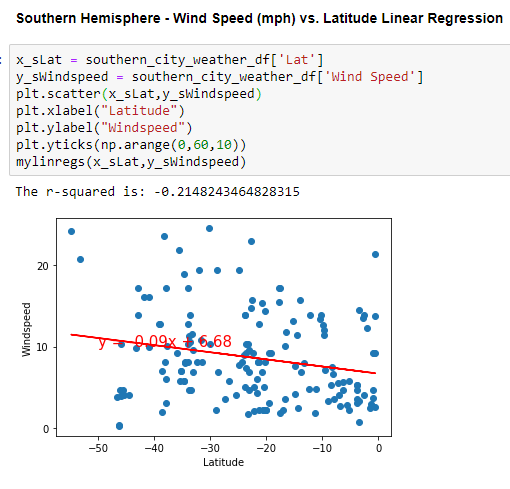 Southern Hemisphere - Wind Speed (mph) vs. Latitude Linear Regression
x_sLat = southern_city_weather_df['Lat']
y_sWindspeed = southern_city_weather_df['Wind Speed']
plt.scatter(x_sLat,y_sWindspeed)
plt.xlabel("Latitude")
plt.ylabel("Windspeed")
plt.yticks(np.arange(0,60,10))
mylinregs(x_sLat,y_sWindspeed)
The r-squared is: -0.2148243464828315
20
10
0
Windspeed
y = -0.09x + 6.68
−50 −40 −30 −20 −10 0
Latitude